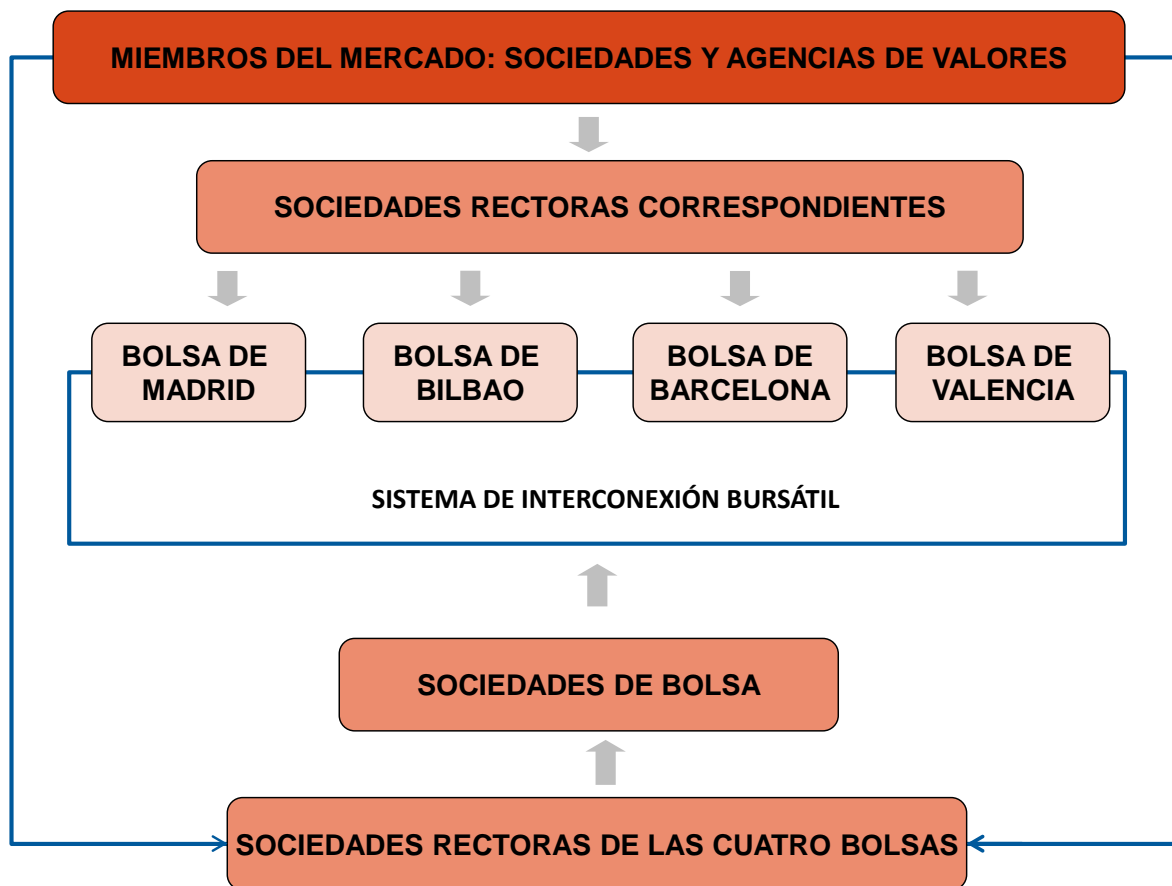 MIEMBROS DEL MERCADO: SOCIEDADES Y AGENCIAS DE VALORES
SOCIEDADES RECTORAS CORRESPONDIENTES
BOLSA DE
MADRID
BOLSA DE
BILBAO
BOLSA DE
BARCELONA
BOLSA DE
VALENCIA
SISTEMA DE INTERCONEXIÓN BURSÁTIL
SOCIEDADES DE BOLSA
SOCIEDADES RECTORAS DE LAS CUATRO BOLSAS